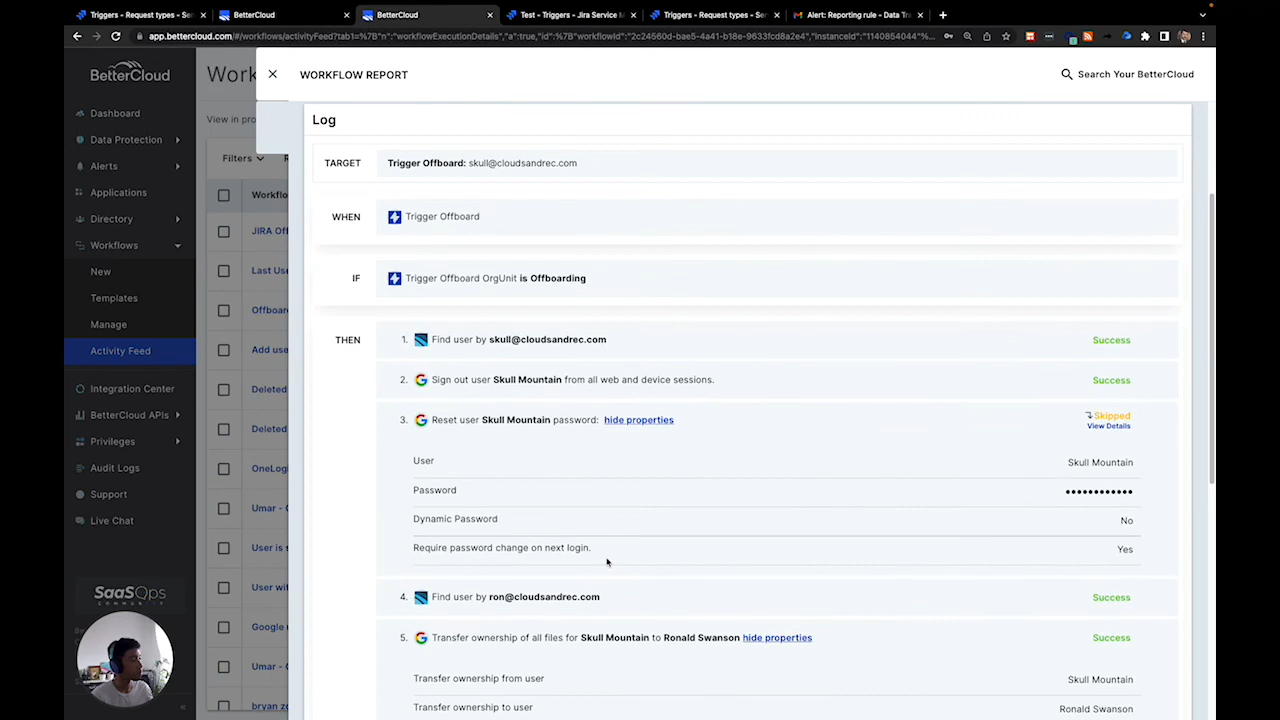 Triggers - Request types - Ser
BetterCloud
BetterCloud
Test - Triggers - Jira Service M
Triggers - Request types - Ser
Alert: Reporting rule - Data Tra
app.bettercloud.com/#/workflows/activityFeed?tab1=%7B"n":"workflowExecutionDetails","a":true,"id":%7B"workflowId":"2c24560d-bae5-4a41-b18e-9633fcd8a2e4","instanceId":"1140854044"%...
BetterCloud
Dashboard
Data Protection
Alerts
Applications
Directory
Workflows
New
Templates
Manage
Activity Feed
Integration Center
BetterCloud APIs
Privileges
Audit Logs
Support
Live Chat
SaaSOps
COMMUNITY
Work
View in pro
Filters
Workflo
JIRA Of
Last Use
Offboar
Add use
Deleted
Deleted
OneLogi
Umar - 
User is s
User wit
Google 
Umar - 
bryan zo
WORKFLOW REPORT
Search Your BetterCloud
Log
TARGET Trigger Offboard: skull@cloudsandrec.com
WHEN Trigger Offboard
IF Trigger Offboard OrgUnit is Offboarding
THEN 1. Find user by skull@cloudsandrec.com Success
2. Sign out user Skull Mountain from all web and device sessions. Success
3. Reset user Skull Mountain password: hide properties Skipped
View Details
User Skull Mountain
Password ••••••••••••
Dynamic Password No
Require password change on next login. Yes
4. Find user by ron@cloudsandrec.com Success
5. Transfer ownership of all files for Skull Mountain to Ronald Swanson hide properties Success
Transfer ownership from user Skull Mountain
Transfer ownership to user Ronald Swanson